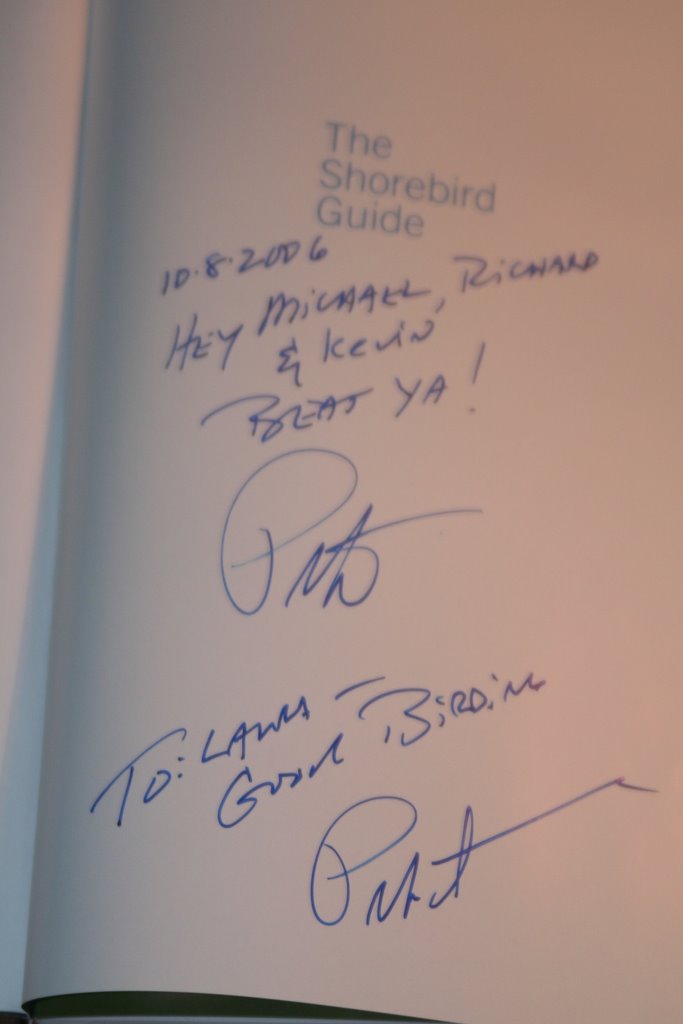 The
Shorebird
Guide
10.8.2006
HEY MICHAEL, RICHARD
& KEVIN
BEAT YA!
TO: LAURA –
GOOD BIRDING